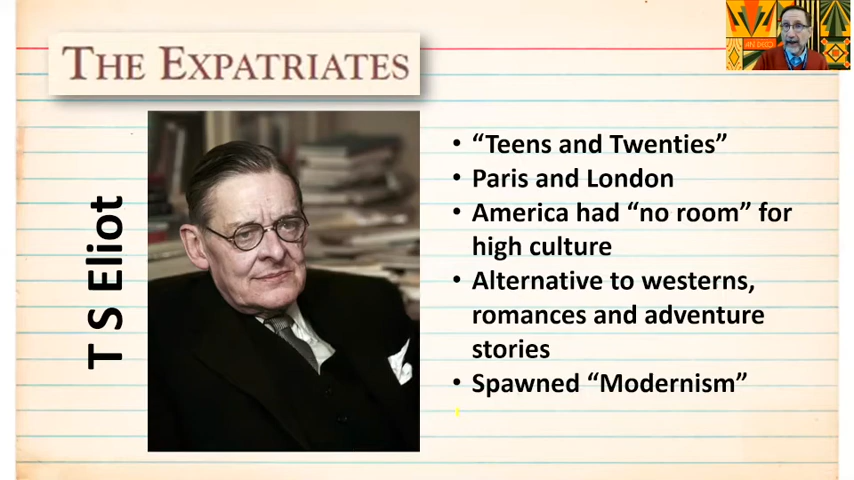 THE EXPATRIATES
T S Eliot
• “Teens and Twenties”
• Paris and London
• America had “no room” for
high culture
• Alternative to westerns,
romances and adventure
stories
• Spawned “Modernism”